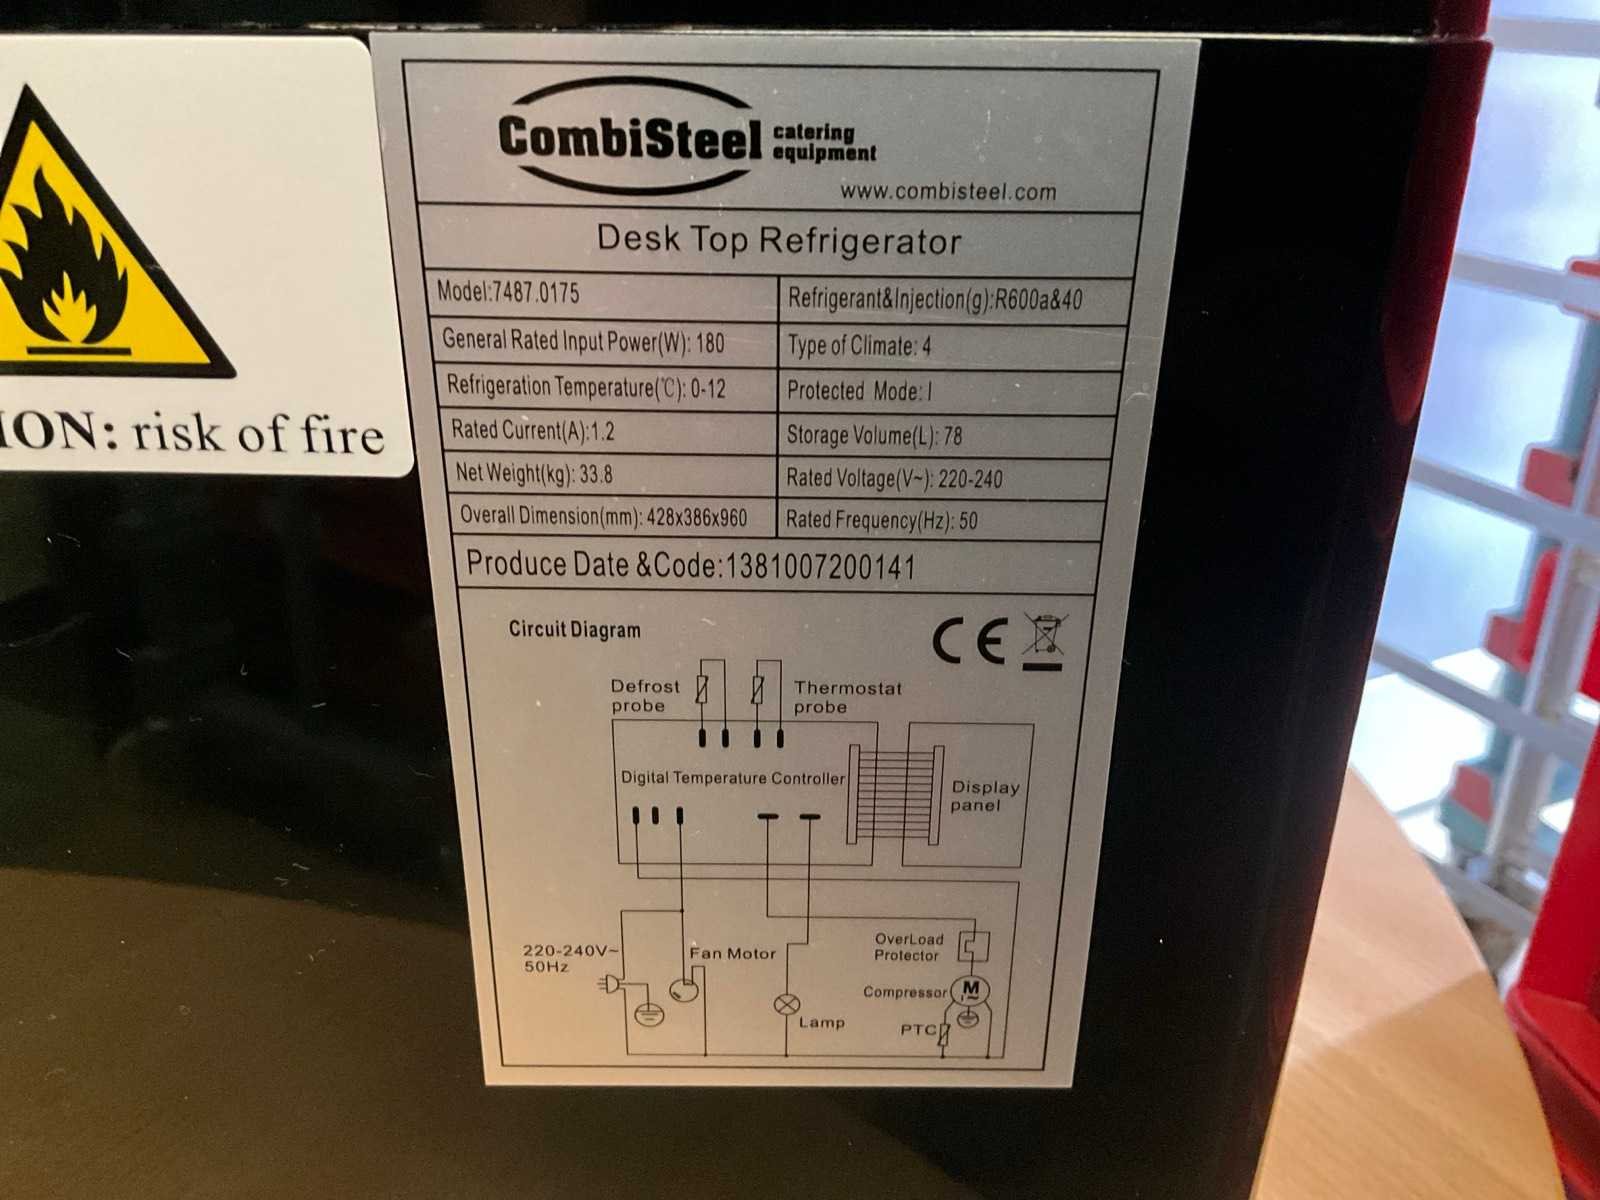 ION: risk of fire
CombiSteel catering equipment
www.combisteel.com
Desk Top Refrigerator
Model:7487.0175
Refrigerant&Injection(g):R600a&40
General Rated Input Power(W): 180
Type of Climate: 4
Refrigeration Temperature(℃): 0-12
Protected Mode: I
Rated Current(A):1.2
Storage Volume(L): 78
Net Weight(kg): 33.8
Rated Voltage(V~): 220-240
Overall Dimension(mm): 428x386x960
Rated Frequency(Hz): 50
Produce Date &Code:1381007200141
Circuit Diagram
CE
Defrost probe
Thermostat probe
Digital Temperature Controller
Display panel
220-240V~
50Hz
Fan Motor
Lamp
OverLoad Protector
Compressor
M
PTC